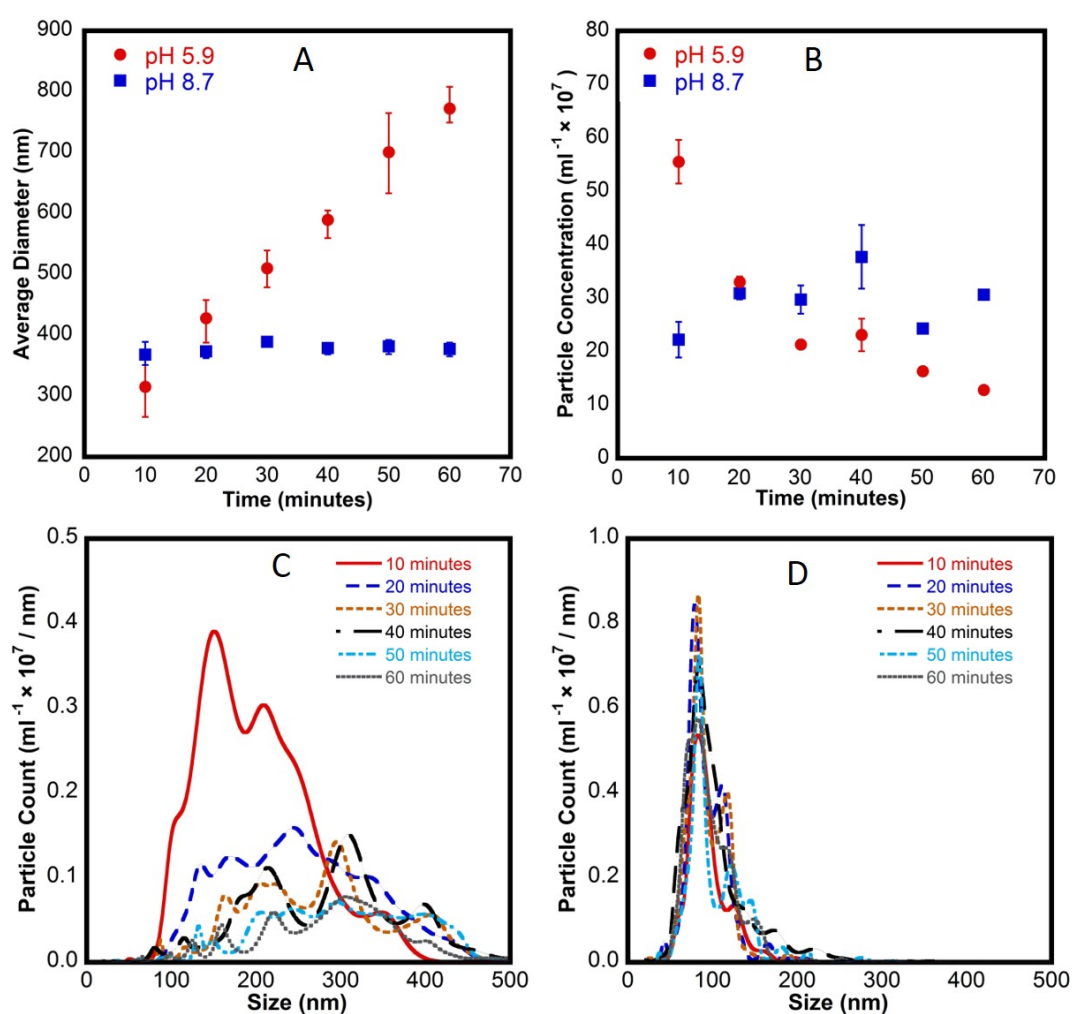 A
pH 5.9
pH 8.7
900
800
700
600
500
400
300
200
Average Diameter (nm)
0 10 20 30 40 50 60 70
Time (minutes)
B
pH 5.9
pH 8.7
80
70
60
50
40
30
20
10
0
Particle Concentration (ml⁻¹ × 10⁷ )
0 10 20 30 40 50 60 70
Time (minutes)
C
10 minutes
20 minutes
30 minutes
40 minutes
50 minutes
60 minutes
0.5
0.4
0.3
0.2
0.1
0.0
Particle Count (ml⁻¹ × 10⁷ / nm)
0 100 200 300 400 500
Size (nm)
D
10 minutes
20 minutes
30 minutes
40 minutes
50 minutes
60 minutes
1.0
0.8
0.6
0.4
0.2
0.0
Particle Count (ml⁻¹ × 10⁷ / nm)
0 100 200 300 400 500
Size (nm)